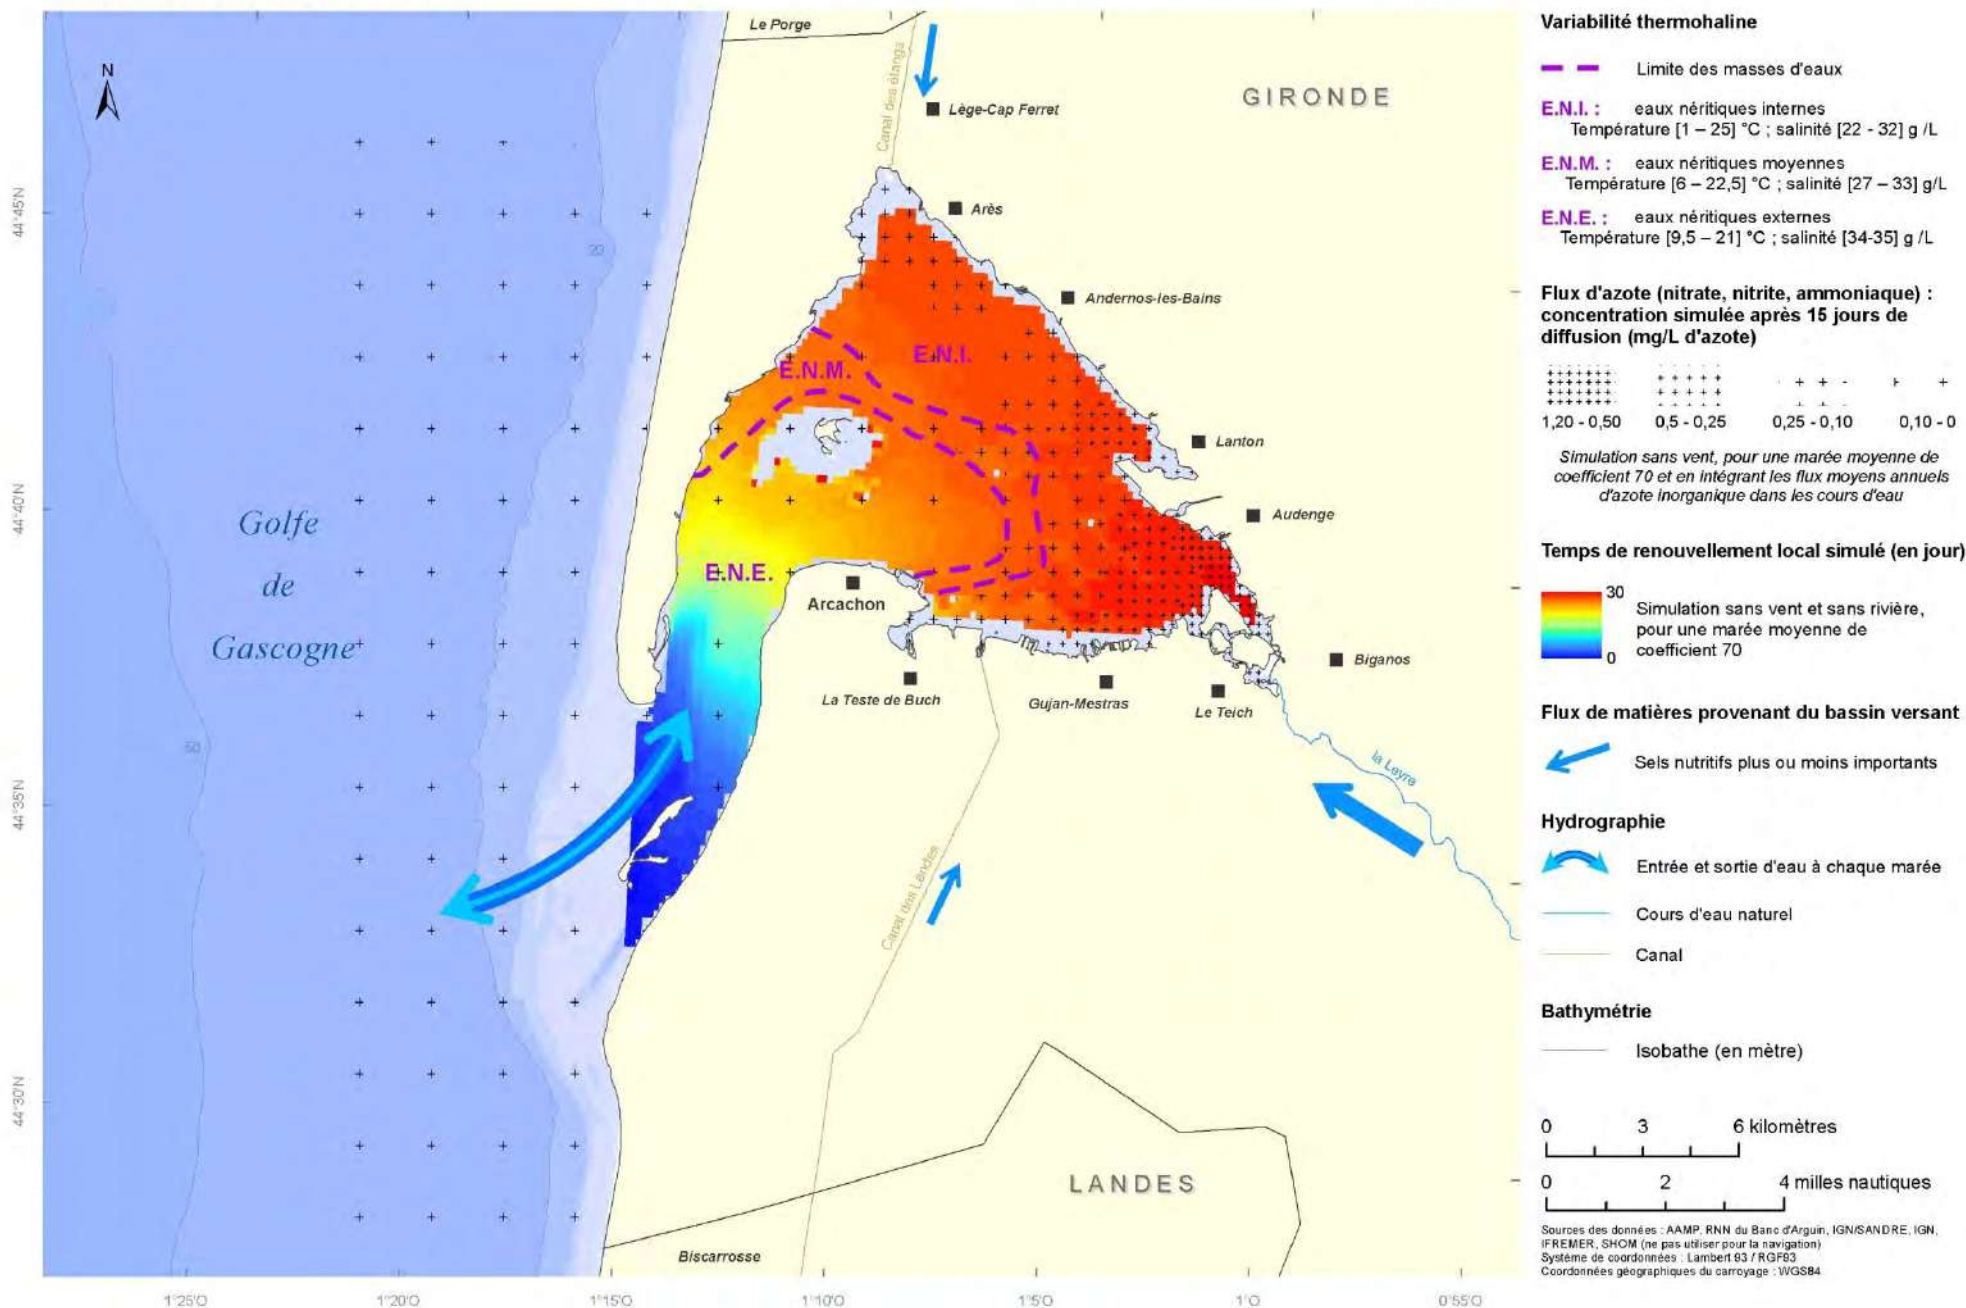 Le Porge
N
Canal des étangs
Lège-Cap Ferret
GIRONDE
Arès
20
Andernos-les-Bains
E.N.I.
E.N.M.
Lanton
Golfe
de
Gascogne
Audenge
E.N.E.
Arcachon
Biganos
La Teste de Buch
Gujan-Mestras
Le Teich
50
la Leyre
Canal des Landes
LANDES
Biscarrosse
44°45'N
44°40'N
44°35'N
44°30'N
1°25'O
1°20'O
1°15'O
1°10'O
1°5'O
1°O
0°55'O
Variabilité thermohaline
Limite des masses d'eaux
E.N.I. : eaux néritiques internes
Température [1 – 25] °C ; salinité [22 - 32] g /L
E.N.M. : eaux néritiques moyennes
Température [6 – 22,5] °C ; salinité [27 – 33] g/L
E.N.E. : eaux néritiques externes
Température [9,5 – 21] °C ; salinité [34-35] g /L
Flux d'azote (nitrate, nitrite, ammoniaque) :
concentration simulée après 15 jours de
diffusion (mg/L d'azote)
1,20 - 0,50 0,5 - 0,25 0,25 - 0,10 0,10 - 0
Simulation sans vent, pour une marée moyenne de
coefficient 70 et en intégrant les flux moyens annuels
d'azote inorganique dans les cours d'eau
Temps de renouvellement local simulé (en jour)
30
0
Simulation sans vent et sans rivière,
pour une marée moyenne de
coefficient 70
Flux de matières provenant du bassin versant
Sels nutritifs plus ou moins importants
Hydrographie
Entrée et sortie d'eau à chaque marée
Cours d'eau naturel
Canal
Bathymétrie
Isobathe (en mètre)
0 3 6 kilomètres
0 2 4 milles nautiques
Sources des données : AAMP, RNN du Banc d'Arguin, IGN/SANDRE, IGN,
IFREMER, SHOM (ne pas utiliser pour la navigation)
Système de coordonnées : Lambert 93 / RGF93
Coordonnées géographiques du carroyage : WGS84